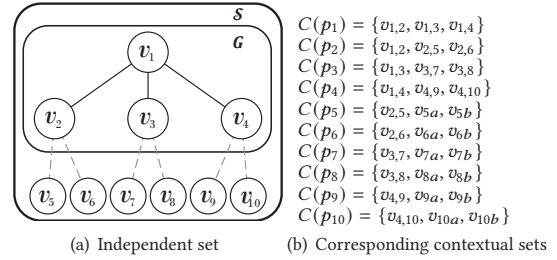 S
G
v1
v2
v3
v4
v5
v6
v7
v8
v9
v10
C(p1) = {v1,2, v1,3, v1,4}
C(p2) = {v1,2, v2,5, v2,6}
C(p3) = {v1,3, v3,7, v3,8}
C(p4) = {v1,4, v4,9, v4,10}
C(p5) = {v2,5, v5a, v5b}
C(p6) = {v2,6, v6a, v6b}
C(p7) = {v3,7, v7a, v7b}
C(p8) = {v3,8, v8a, v8b}
C(p9) = {v4,9, v9a, v9b}
C(p10) = {v4,10, v10a, v10b}
(a) Independent set
(b) Corresponding contextual sets